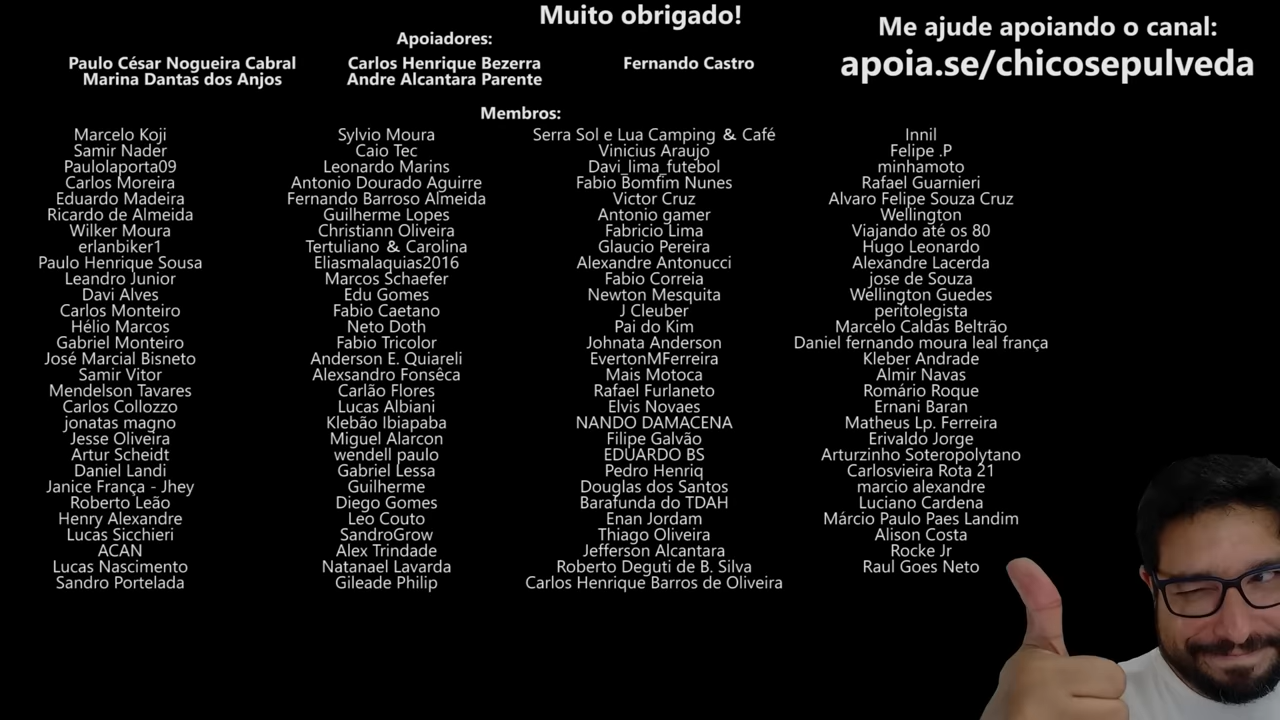 Muito obrigado!
Me ajude apoiando o canal:
apoia.se/chicosepulveda
Apoiadores:
Paulo César Nogueira Cabral
Marina Dantas dos Anjos
Carlos Henrique Bezerra
Andre Alcantara Parente
Fernando Castro
Membros:
Marcelo Koji
Samir Nader
Paulolaporta09
Carlos Moreira
Eduardo Madeira
Ricardo de Almeida
Wilker Moura
erlanbiker1
Paulo Henrique Sousa
Leandro Junior
Davi Alves
Carlos Monteiro
Hélio Marcos
Gabriel Monteiro
José Marcial Bisneto
Samir Vitor
Mendelson Tavares
Carlos Collozzo
jonatas magno
Jesse Oliveira
Artur Scheidt
Daniel Landi
Janice França - Jhey
Roberto Leão
Henry Alexandre
Lucas Sicchieri
ACAN
Lucas Nascimento
Sandro Portelada
Sylvio Moura
Caio Tec
Leonardo Marins
Antonio Dourado Aguirre
Fernando Barroso Almeida
Guilherme Lopes
Christiann Oliveira
Tertuliano & Carolina
Eliasmalaquias2016
Marcos Schaefer
Edu Gomes
Fabio Caetano
Neto Doth
Fabio Tricolor
Anderson E. Quiareli
Alexsandro Fonsêca
Carlão Flores
Lucas Albiani
Klebão Ibiapaba
Miguel Alarcon
wendell paulo
Gabriel Lessa
Guilherme
Diego Gomes
Leo Couto
SandroGrow
Alex Trindade
Natanael Lavarda
Gileade Philip
Serra Sol e Lua Camping & Café
Vinicius Araujo
Davi_lima_futebol
Fabio Bomfim Nunes
Victor Cruz
Antonio gamer
Fabricio Lima
Glaucio Pereira
Alexandre Antonucci
Fabio Correia
Newton Mesquita
J Cleuber
Pai do Kim
Johnata Anderson
EvertonMFerreira
Mais Motoca
Rafael Furlaneto
Elvis Novaes
NANDO DAMACENA
Filipe Galvão
EDUARDO BS
Pedro Henriq
Douglas dos Santos
Barafunda do TDAH
Enan Jordam
Thiago Oliveira
Jefferson Alcantara
Roberto Deguti de B. Silva
Carlos Henrique Barros de Oliveira
Innil
Felipe .P
minhamoto
Rafael Guarnieri
Alvaro Felipe Souza Cruz
Wellington
Viajando até os 80
Hugo Leonardo
Alexandre Lacerda
jose de Souza
Wellington Guedes
peritolegista
Marcelo Caldas Beltrão
Daniel fernando moura leal frança
Kleber Andrade
Almir Navas
Romário Roque
Ernani Baran
Matheus Lp. Ferreira
Erivaldo Jorge
Arturzinho Soteropolytano
Carlosvieira Rota 21
marcio alexandre
Luciano Cardena
Márcio Paulo Paes Landim
Alison Costa
Rocke Jr
Raul Goes Neto